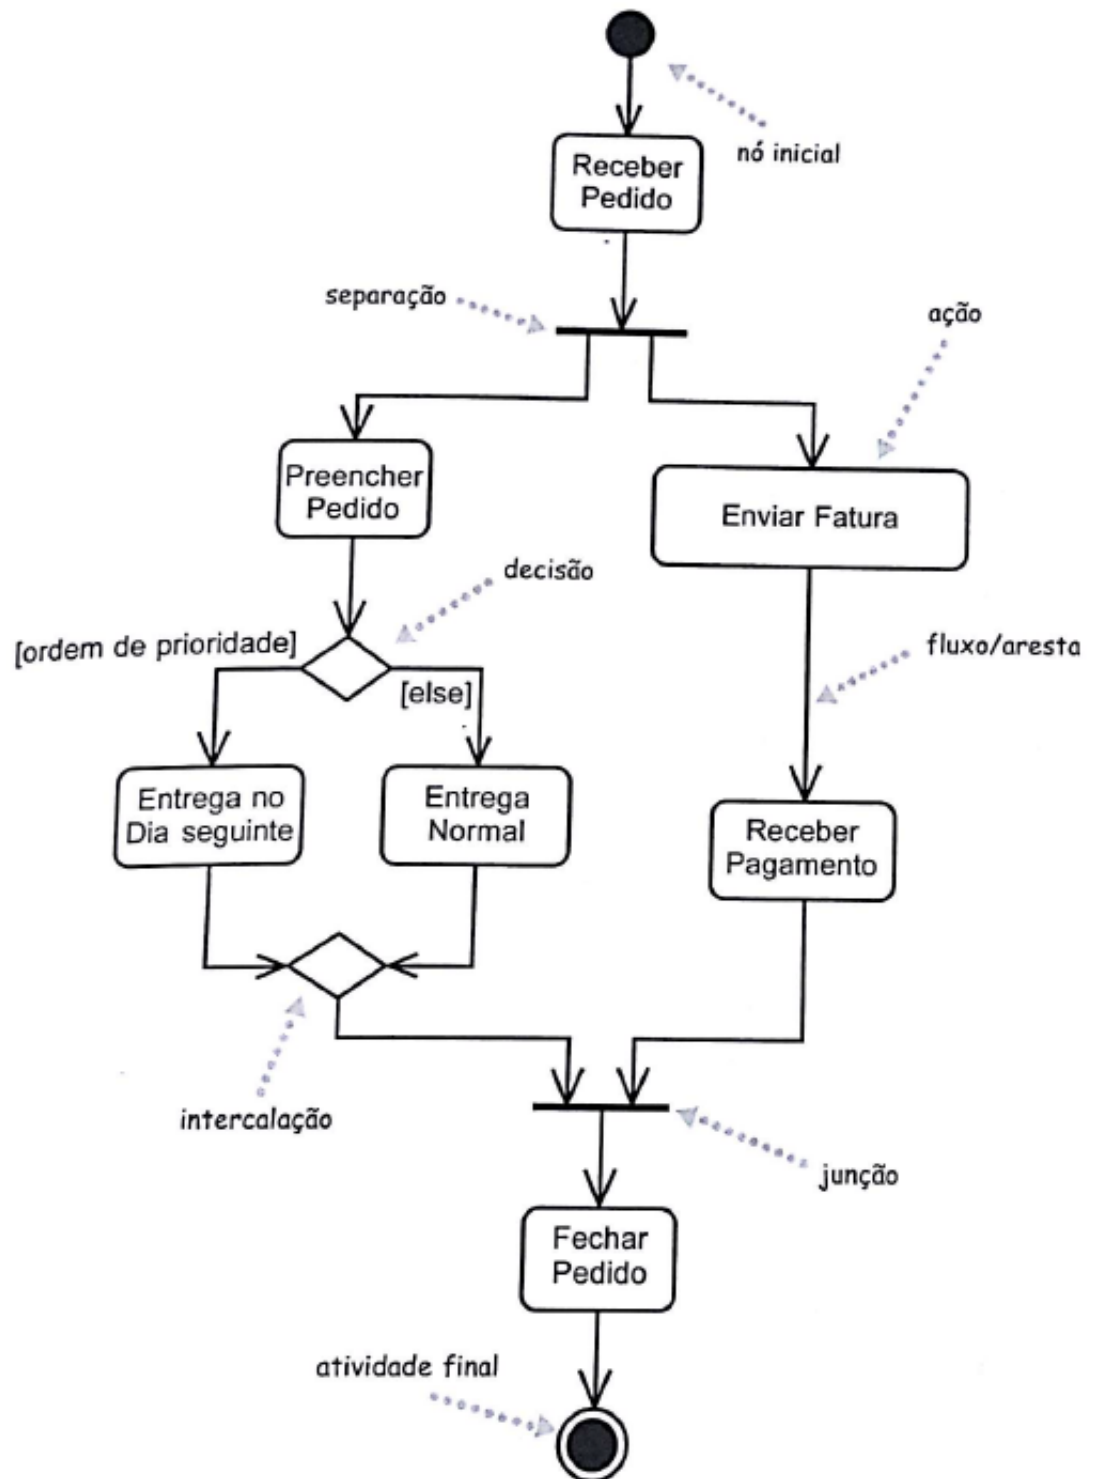 nó inicial
Receber
Pedido
separação
ação
Preencher
Pedido
Enviar Fatura
decisão
[ordem de prioridade]
[else]
fluxo/aresta
Entrega no
Dia seguinte
Entrega
Normal
Receber
Pagamento
intercalação
junção
Fechar
Pedido
atividade final